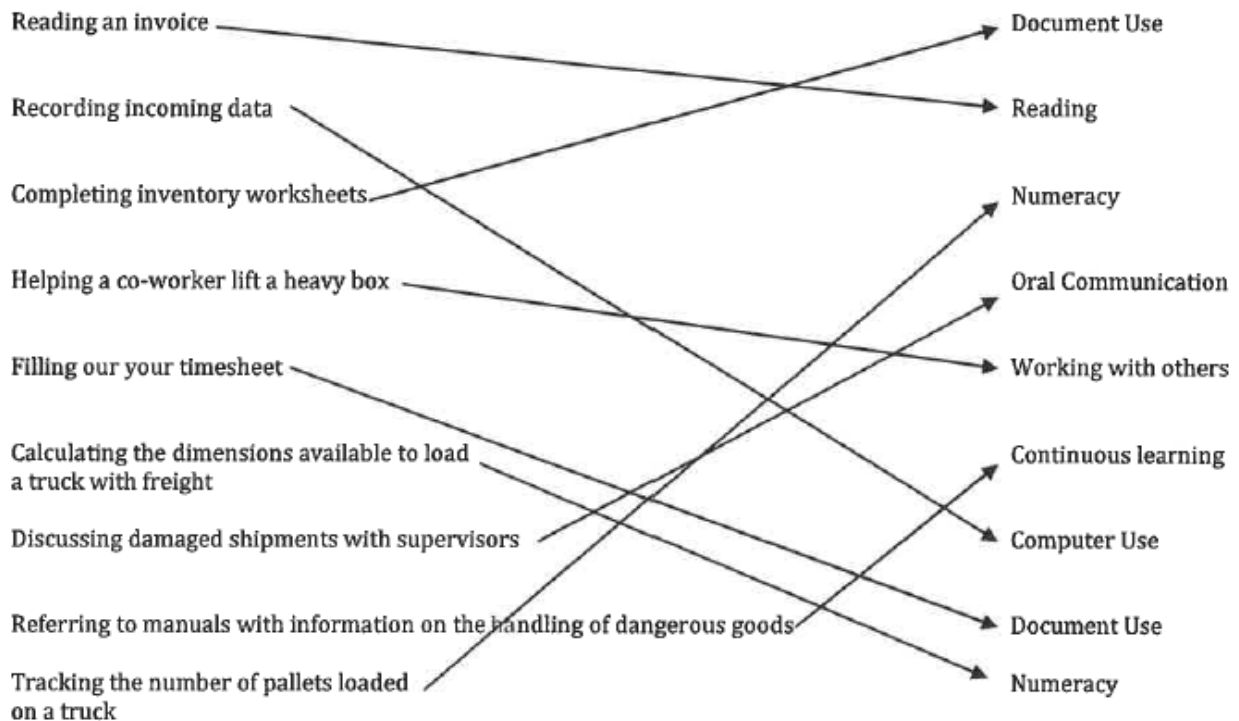 Reading an invoice
Document Use
Recording incoming data
Reading
Completing inventory worksheets
Numeracy
Helping a co-worker lift a heavy box
Oral Communication
Filling our your timesheet
Working with others
Calculating the dimensions available to load
a truck with freight
Continuous learning
Discussing damaged shipments with supervisors
Computer Use
Referring to manuals with information on the handling of dangerous goods
Document Use
Tracking the number of pallets loaded
on a truck
Numeracy